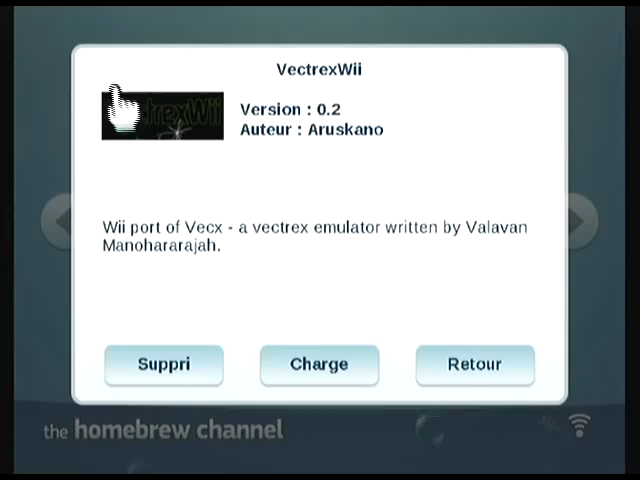 VectrexWii
Version : 0.2
Auteur : Aruskano
Wii port of Vecx - a vectrex emulator written by Valavan
Manohararajah.
Suppri
Charge
Retour
the homebrew channel